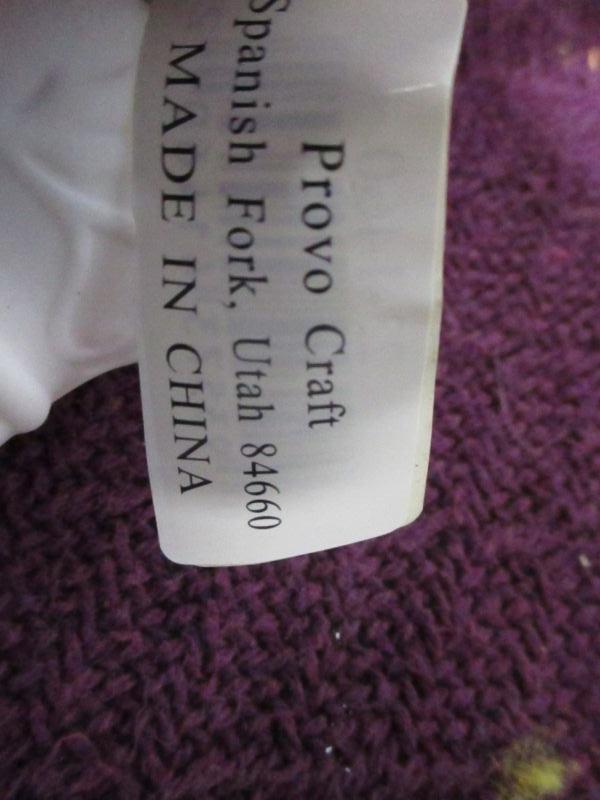 Provo Craft
Spanish Fork, Utah 84660
MADE IN CHINA